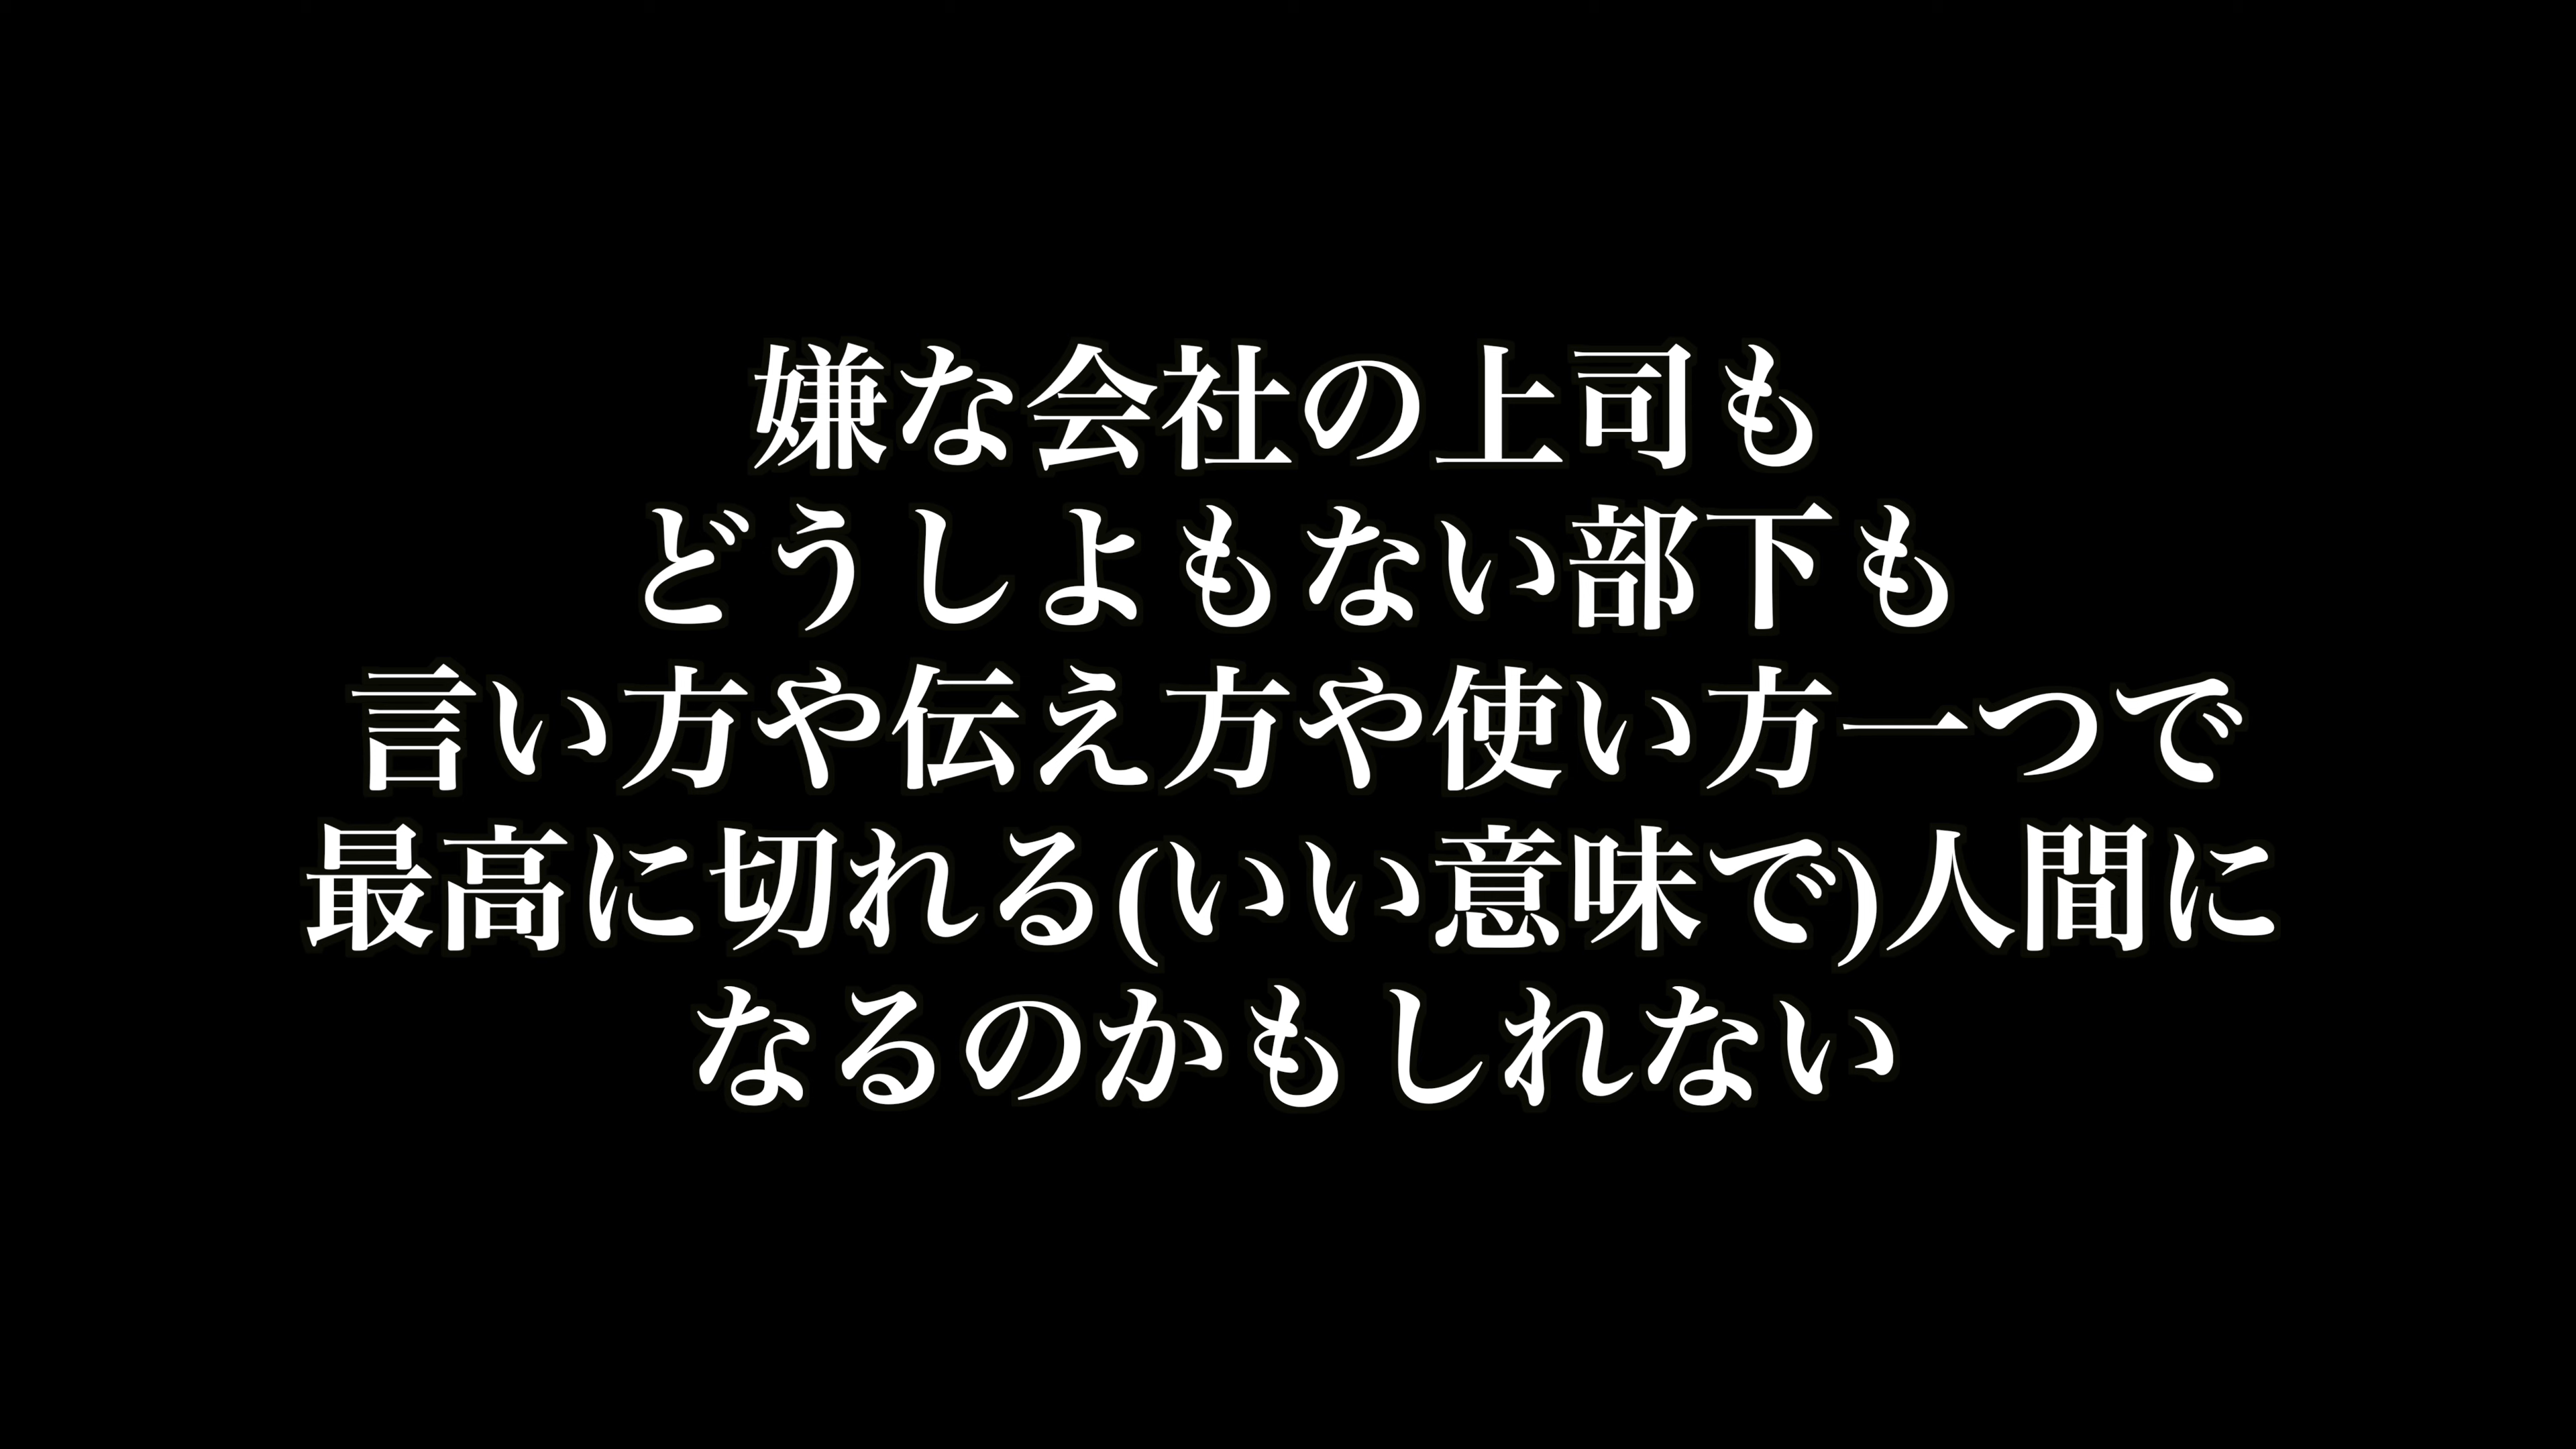 嫌な会社の上司も
どうしよもない部下も
言い方や伝え方や使い方一つで
最高に切れる(いい意味で)人間に
なるのかもしれない